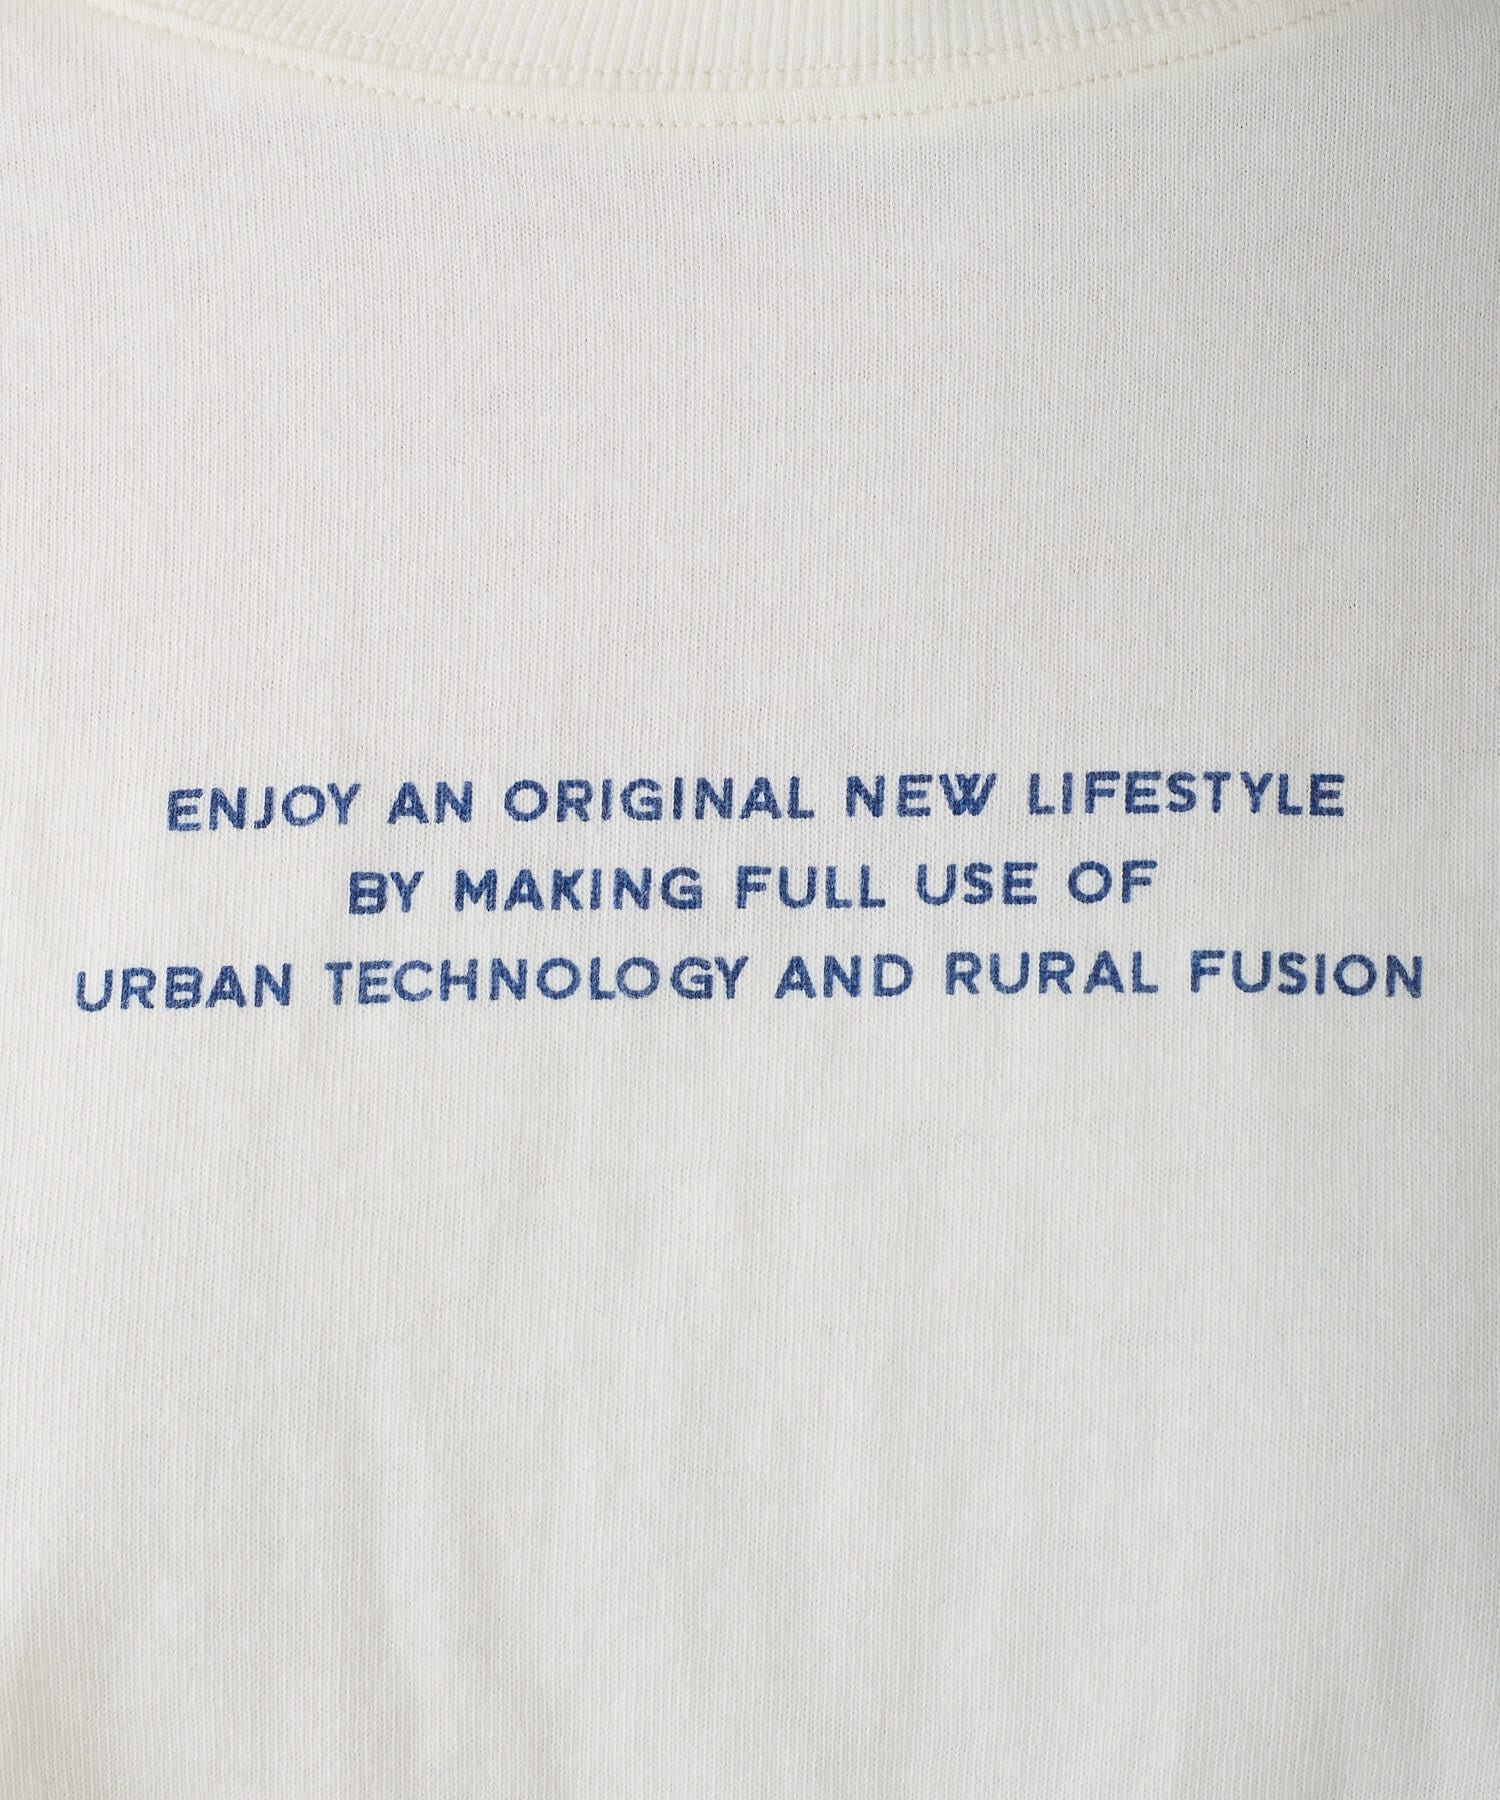 ENJOY AN ORIGINAL NEW LIFESTYLE
BY MAKING FULL USE OF
URBAN TECHNOLOGY AND RURAL FUSION